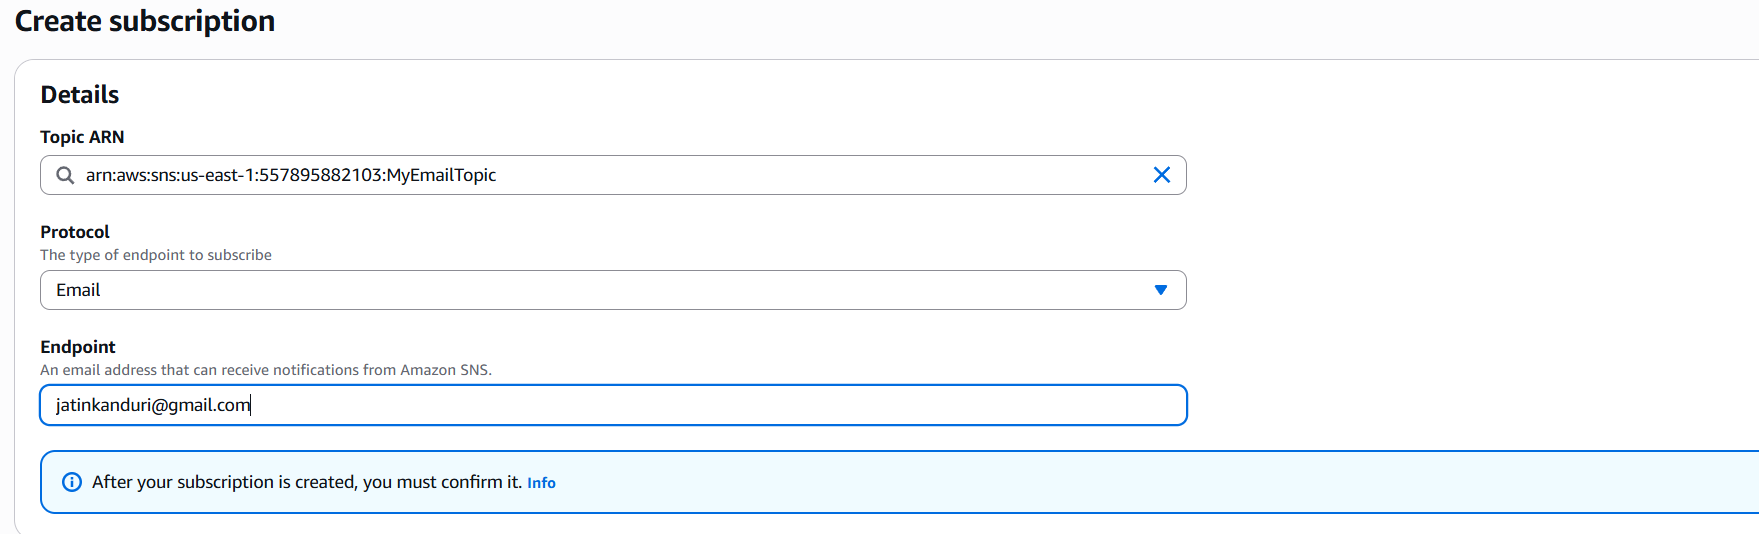 Create subscription
Details
Topic ARN
arn:aws:sns:us-east-1:557895882103:MyEmailTopic
Protocol
The type of endpoint to subscribe
Email
Endpoint
An email address that can receive notifications from Amazon SNS.
jatinkanduri@gmail.com
After your subscription is created, you must confirm it. Info